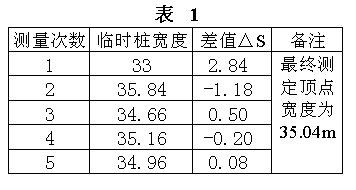 表 1
测量次数 临时桩宽度 差值△S 备注
1 33 2.84 最终测
2 35.84 -1.18 定顶点
3 34.66 0.50 宽度为
4 35.16 -0.20 35.04m
5 34.96 0.08